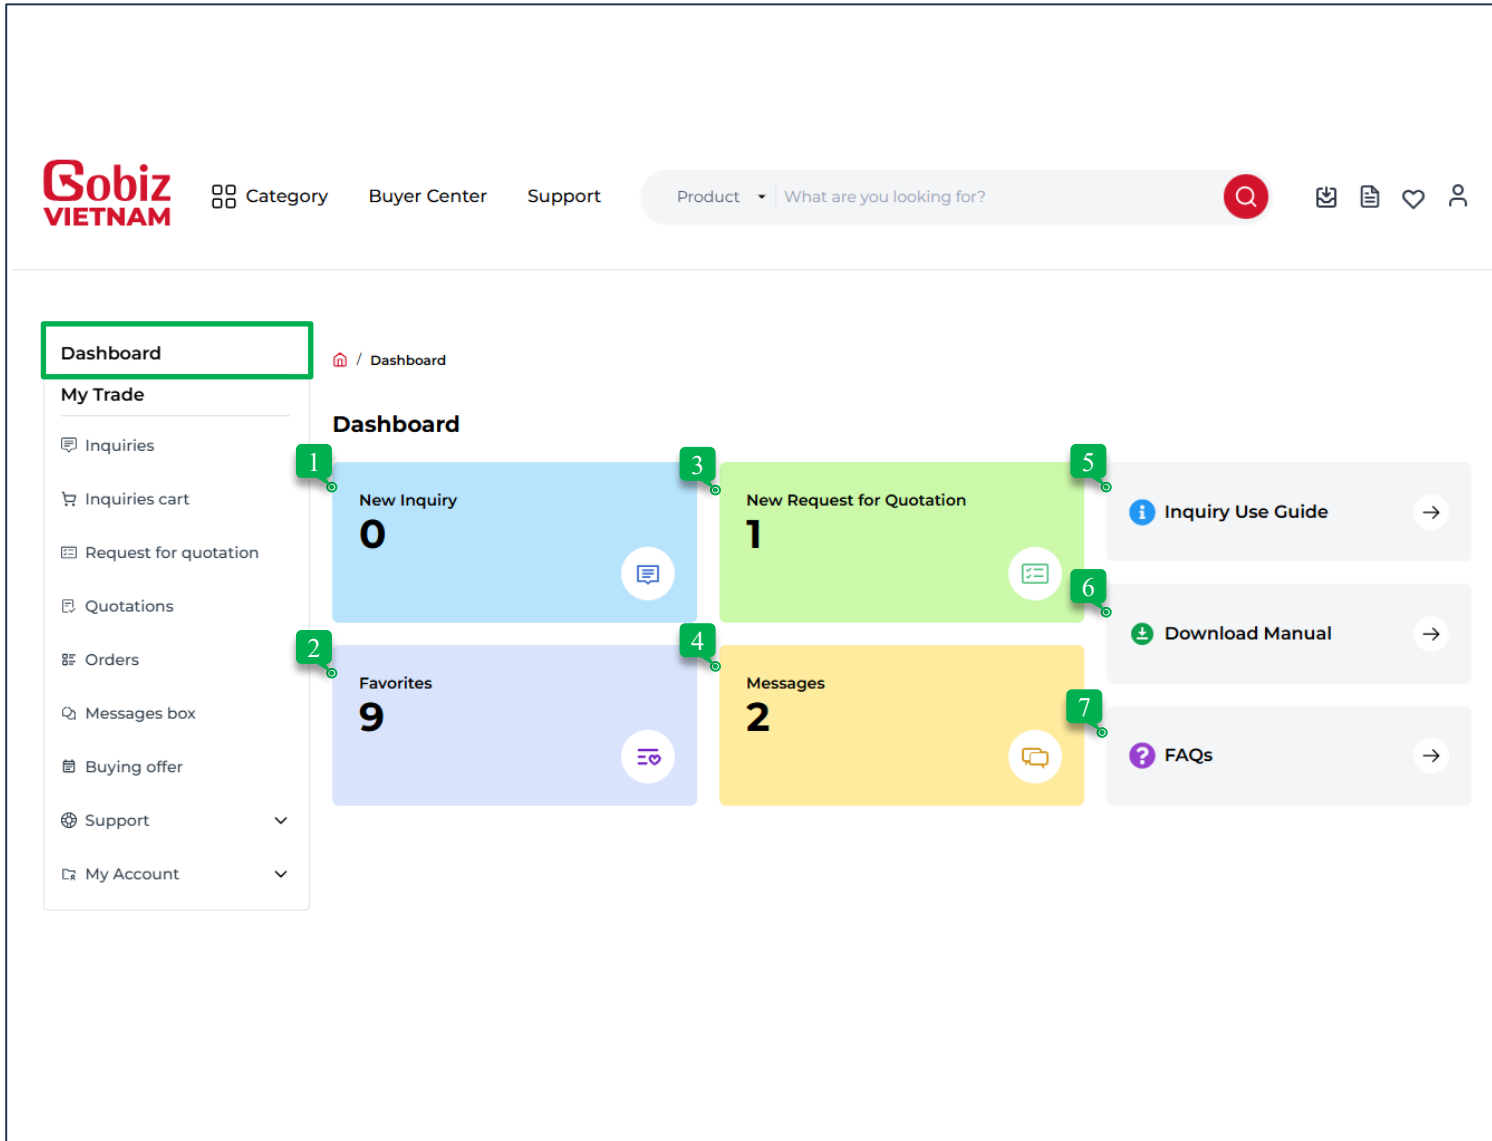 Gobiz
VIETNAM
Category
Buyer Center
Support
Product
What are you looking for?
Dashboard
My Trade
Inquiries
Inquiries cart
Request for quotation
Quotations
Orders
Messages box
Buying offer
Support
My Account
/ Dashboard
Dashboard
1
New Inquiry
0
3
New Request for Quotation
1
5
Inquiry Use Guide
2
Favorites
9
4
Messages
2
6
Download Manual
7
FAQs